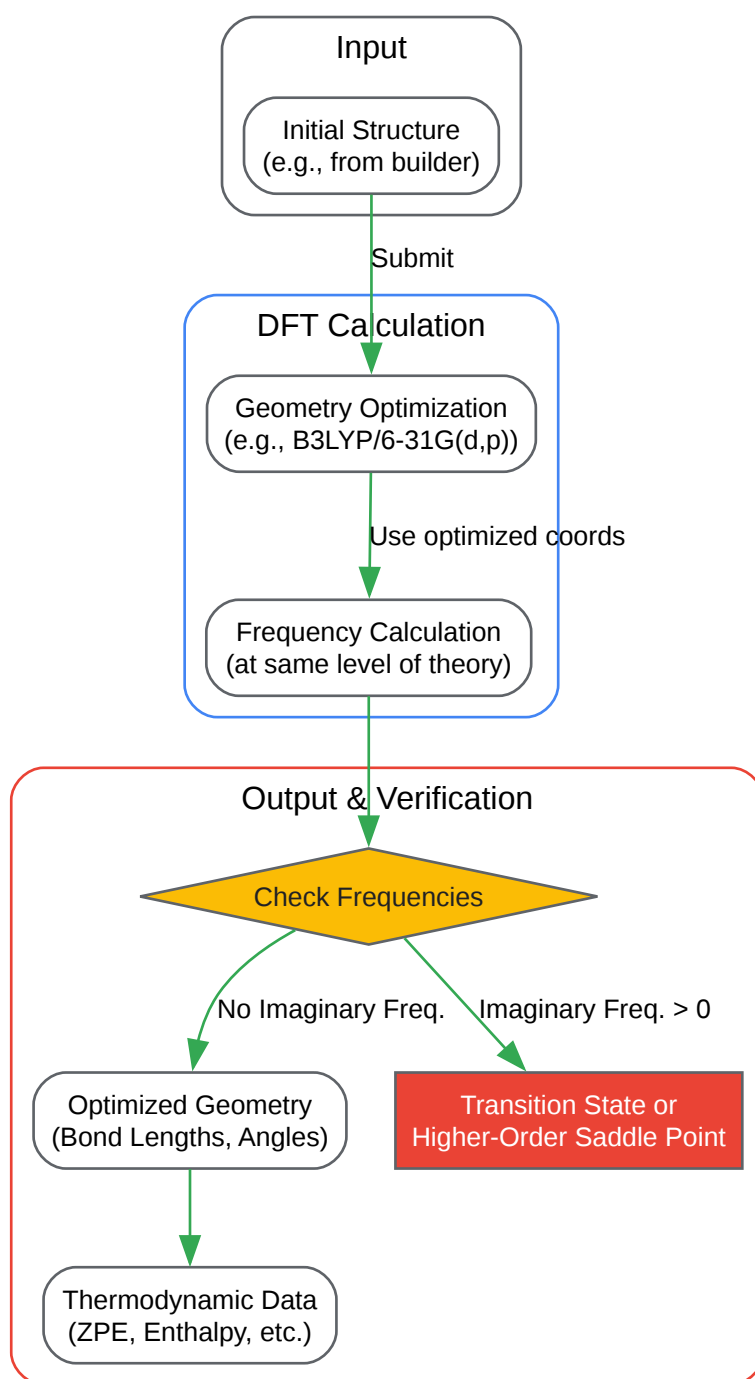 Input
Initial Structure
(e.g., from builder)
Submit
DFT Calculation
Geometry Optimization
(e.g., B3LYP/6-31G(d,p))
Use optimized coords
Frequency Calculation
(at same level of theory)
Output & Verification
Check Frequencies
No Imaginary Freq.
Imaginary Freq. > 0
Optimized Geometry
(Bond Lengths, Angles)
Transition State or
Higher-Order Saddle Point
Thermodynamic Data
(ZPE, Enthalpy, etc.)